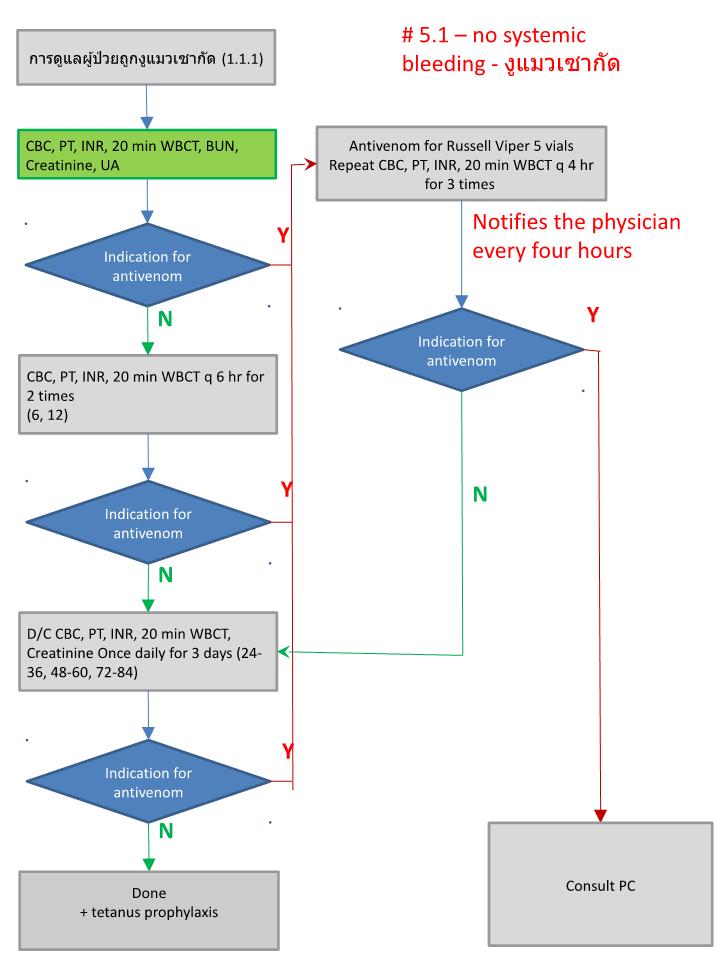 # 5.1 – no systemic
bleeding - งูแมวเซากัด
การดูแลผู้ป่วยถูกงูแมวเซากัด (1.1.1)
CBC, PT, INR, 20 min WBCT, BUN,
Creatinine, UA
Indication for
antivenom
Y
N
CBC, PT, INR, 20 min WBCT q 6 hr for
2 times
(6, 12)
Indication for
antivenom
Y
N
D/C CBC, PT, INR, 20 min WBCT,
Creatinine Once daily for 3 days (24-
36, 48-60, 72-84)
Indication for
antivenom
Y
N
Done
+ tetanus prophylaxis
Antivenom for Russell Viper 5 vials
Repeat CBC, PT, INR, 20 min WBCT q 4 hr
for 3 times
Notifies the physician
every four hours
Indication for
antivenom
Y
N
Consult PC